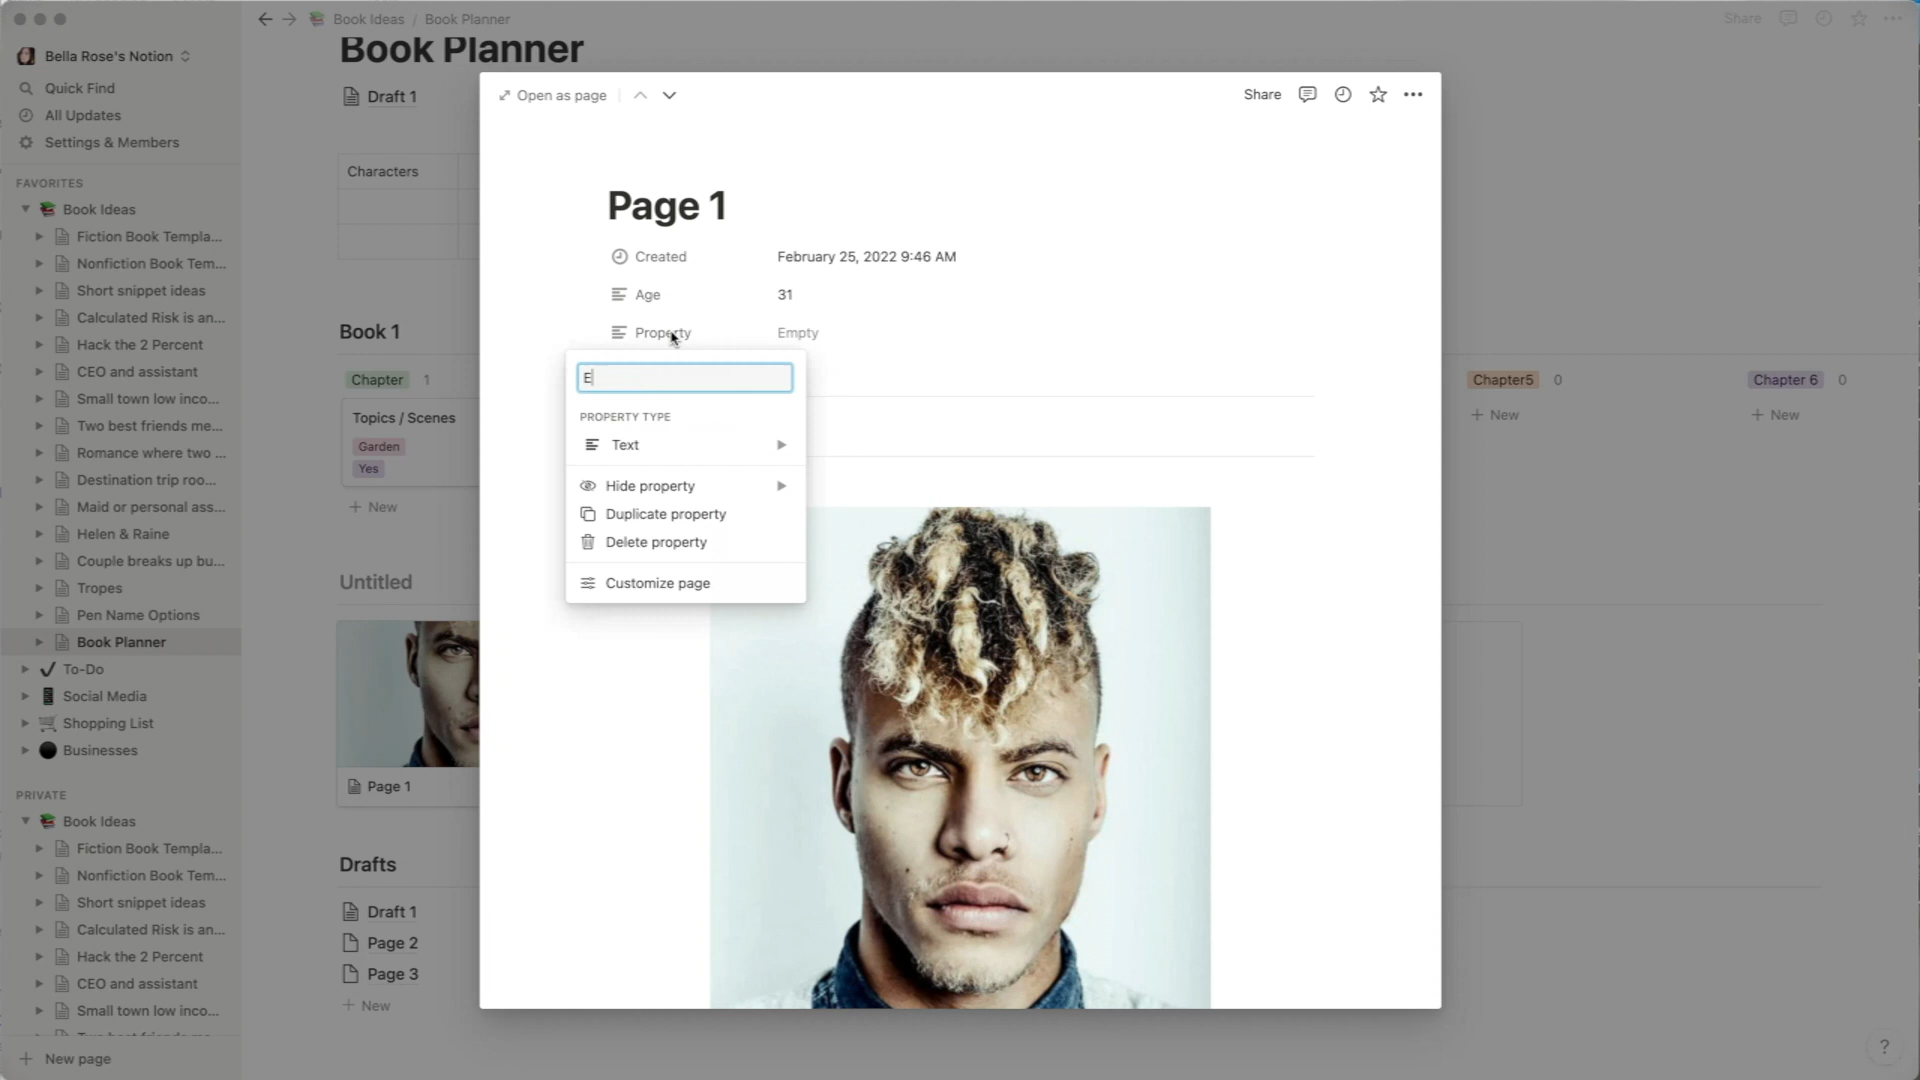 Book Ideas / Book Planner
Share
Bella Rose's Notion
Quick Find
All Updates
Settings & Members
FAVORITES
Book Ideas
Fiction Book Templa...
Nonfiction Book Tem...
Short snippet ideas
Calculated Risk is an...
Hack the 2 Percent
CEO and assistant
Small town low inco...
Two best friends me...
Romance where two ...
Destination trip roo...
Maid or personal ass...
Helen & Raine
Couple breaks up bu...
Tropes
Pen Name Options
Book Planner
To-Do
Social Media
Shopping List
Businesses
PRIVATE
Book Ideas
Fiction Book Templa...
Nonfiction Book Tem...
Short snippet ideas
Calculated Risk is an...
Hack the 2 Percent
CEO and assistant
Small town low inco...
New page
Book Planner
Draft 1
Characters
Book 1
Chapter 1
Topics / Scenes
Garden
Yes
New
Untitled
Page 1
Drafts
Draft 1
Page 2
Page 3
New
Open as page
Share
Page 1
Created February 25, 2022 9:46 AM
Age 31
Property Empty
E
PROPERTY TYPE
Text
Hide property
Duplicate property
Delete property
Customize page
Chapter5 0
New
Chapter 6 0
New
?